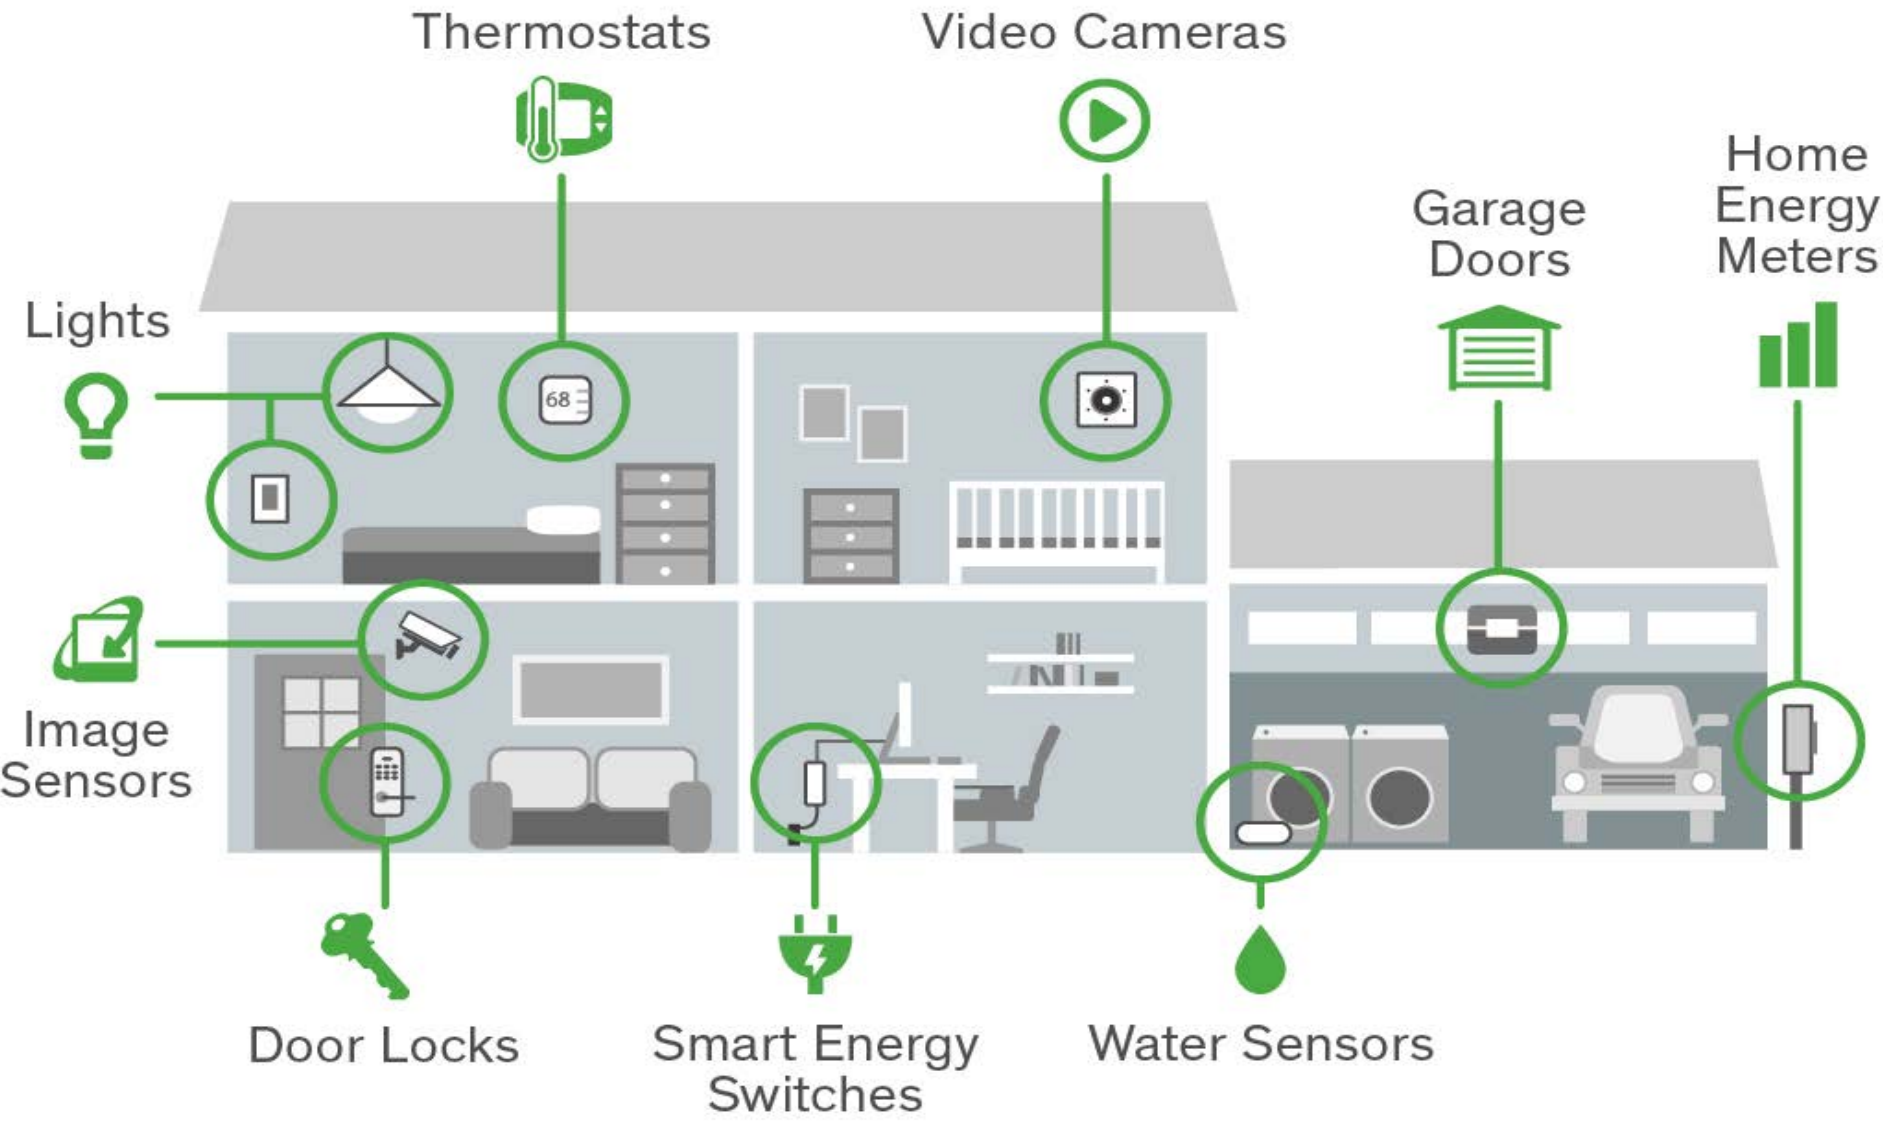 Thermostats
Video Cameras
Home
Energy
Meters
Garage
Doors
Lights
68
Image
Sensors
Door Locks
Smart Energy
Switches
Water Sensors